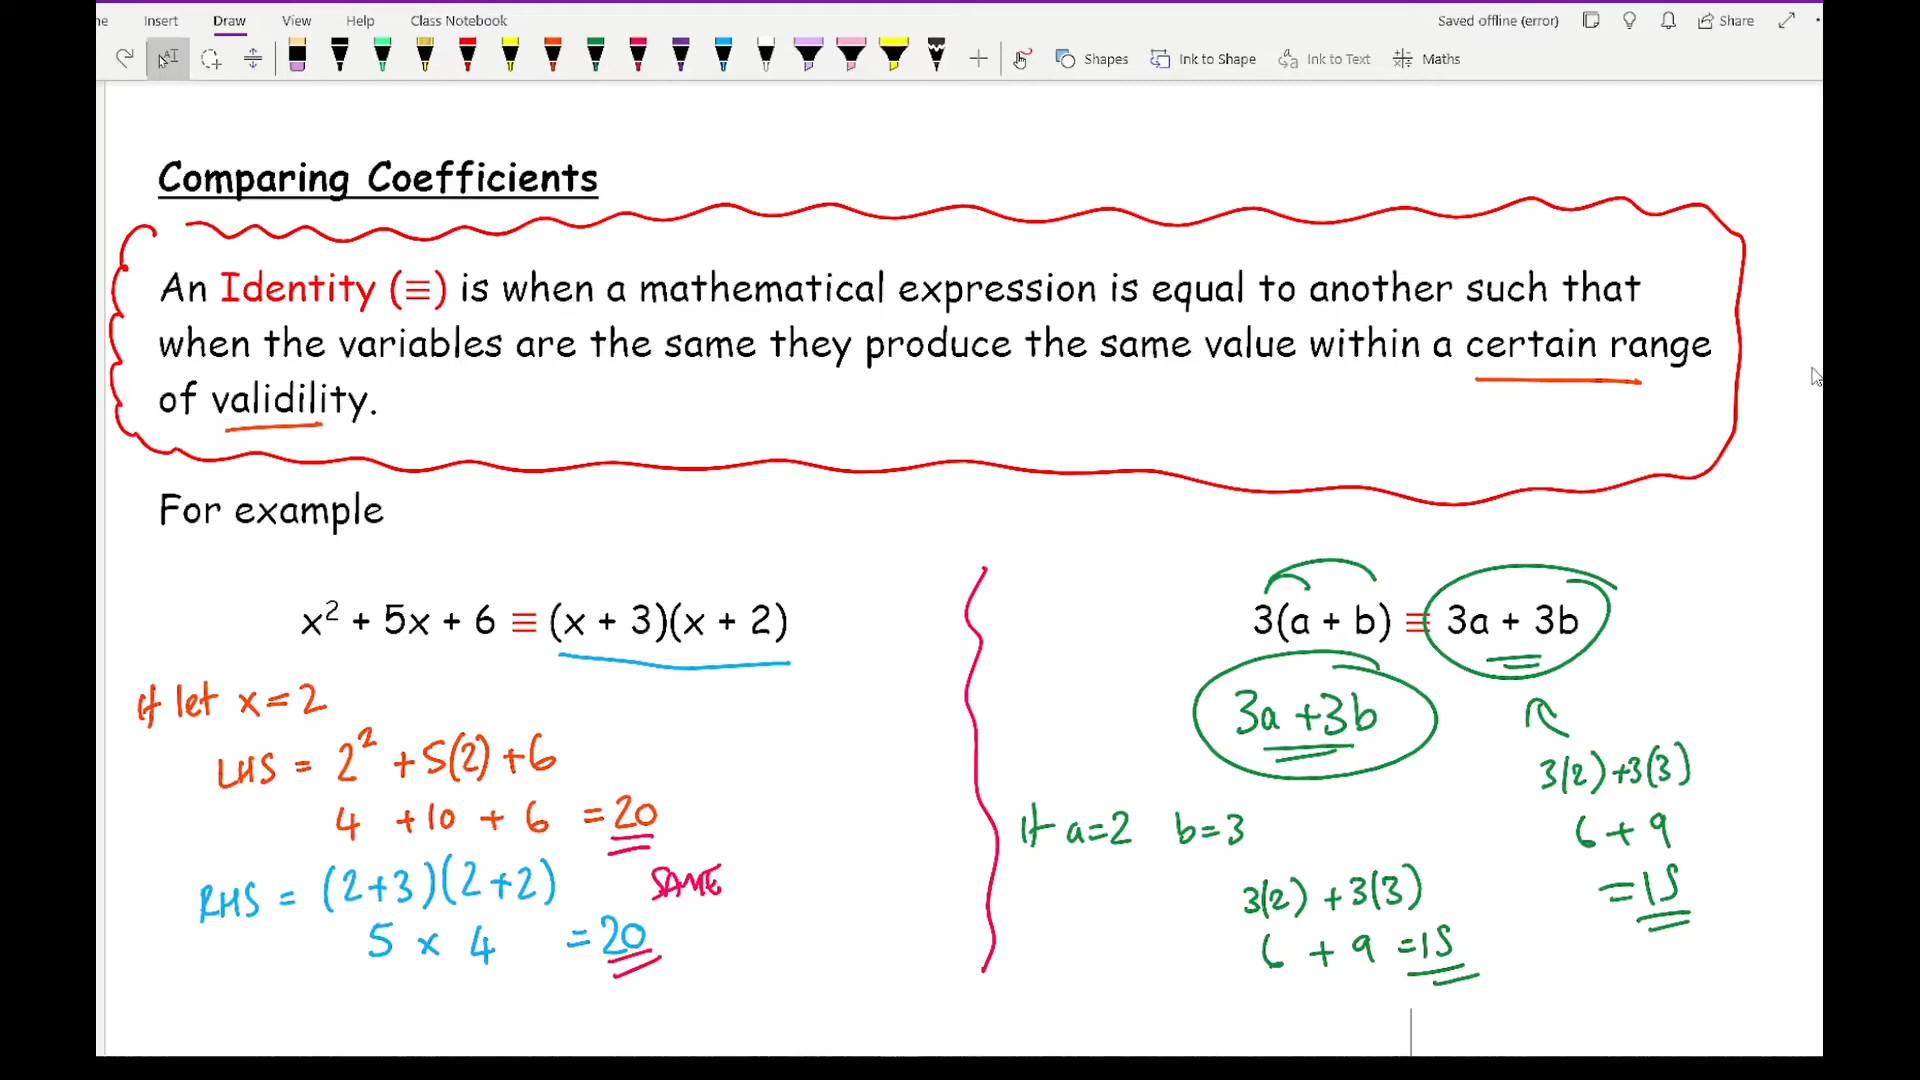 Insert Draw View Help Class Notebook Saved offline (error) Share
Shapes Ink to Shape Ink to Text Maths
Comparing Coefficients
An Identity (≡) is when a mathematical expression is equal to another such that
when the variables are the same they produce the same value within a certain range
of validility.
For example
x² + 5x + 6 ≡ (x + 3)(x + 2)
If let x = 2
LHS = 2² + 5(2) + 6
4 + 10 + 6 = 20
RHS = (2+3)(2+2)
SAME
5 x 4 = 20
3(a + b) ≡ 3a + 3b
3a + 3b
3(2)+3(3)
6 + 9
= 15
If a=2 b=3
3(2) + 3(3)
6 + 9 = 15